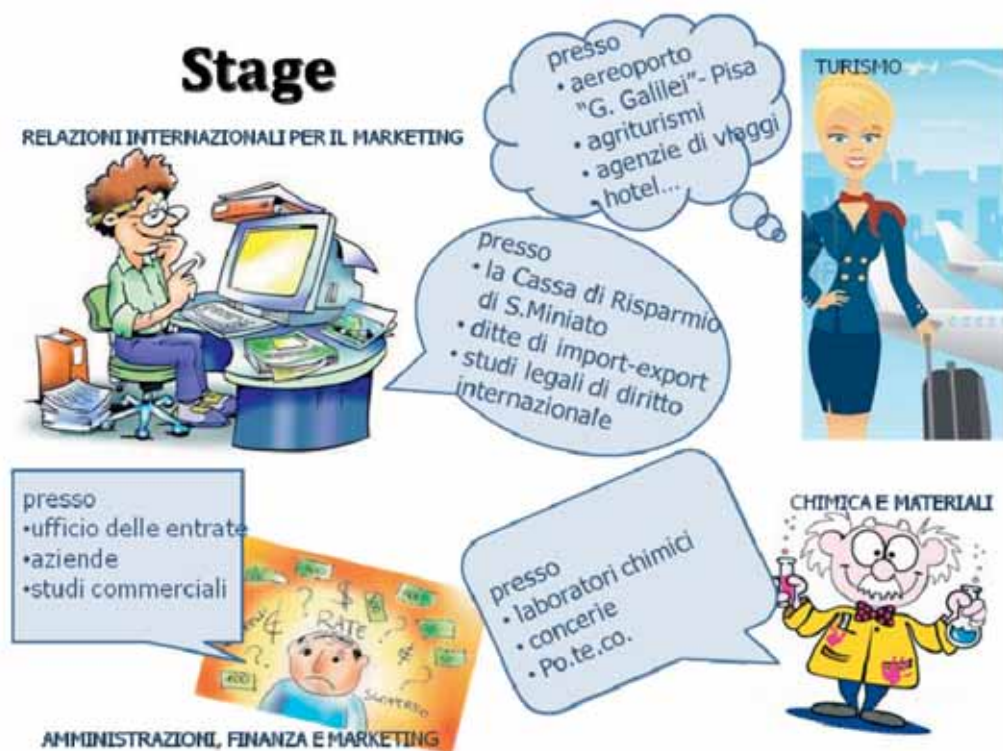 Stage
RELAZIONI INTERNAZIONALI PER IL MARKETING
presso
• aereoporto
"G. Galilei"- Pisa
• agriturismi
• agenzie di viaggi
• hotel...
TURISMO
presso
• la Cassa di Risparmio
di S.Miniato
• ditte di import-export
• studi legali di diritto
internazionale
presso
•ufficio delle entrate
•aziende
•studi commerciali
RATE
AMMINISTRAZIONI, FINANZA E MARKETING
presso
• laboratori chimici
• concerie
• Po.te.co.
CHIMICA E MATERIALI